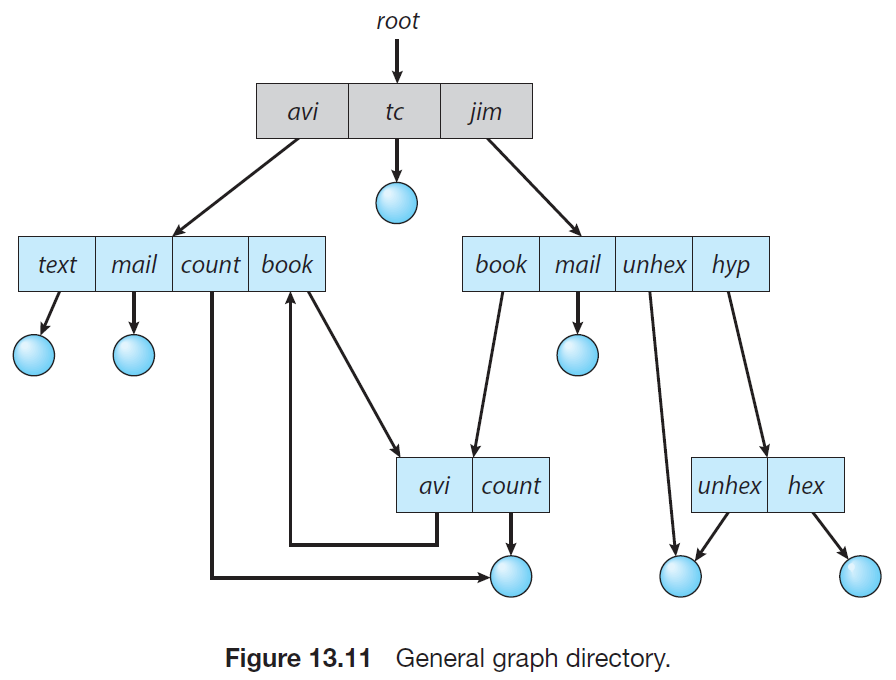 root
avi tc jim
text mail count book book mail unhex hyp
avi count unhex hex
Figure 13.11 General graph directory.